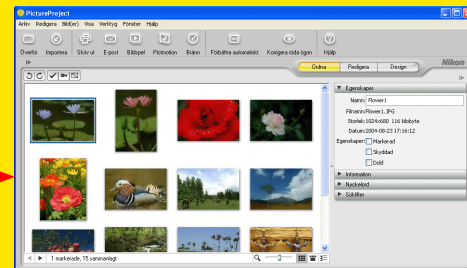 PictureProject
Arkiv Redigera Bild(er) Visa Verktyg Fönster Hjälp
Överför Importera Skriv ut E-post Bildspel Pictmotion Bränn Förbättra automatiskt Korrigera röda ögon Hjälp
Ordna Redigera Design Nikon
Egenskaper
Namn: Flower1
Filnamn: Flower1.JPG
Storlek: 1024x680 116 kilobyte
Datum: 2004-08-23 17:16:12
Egenskaper: Markerad
Skyddad
Dold
Information
Nyckelord
Sökfilter
1 markerade, 15 sammanlagt